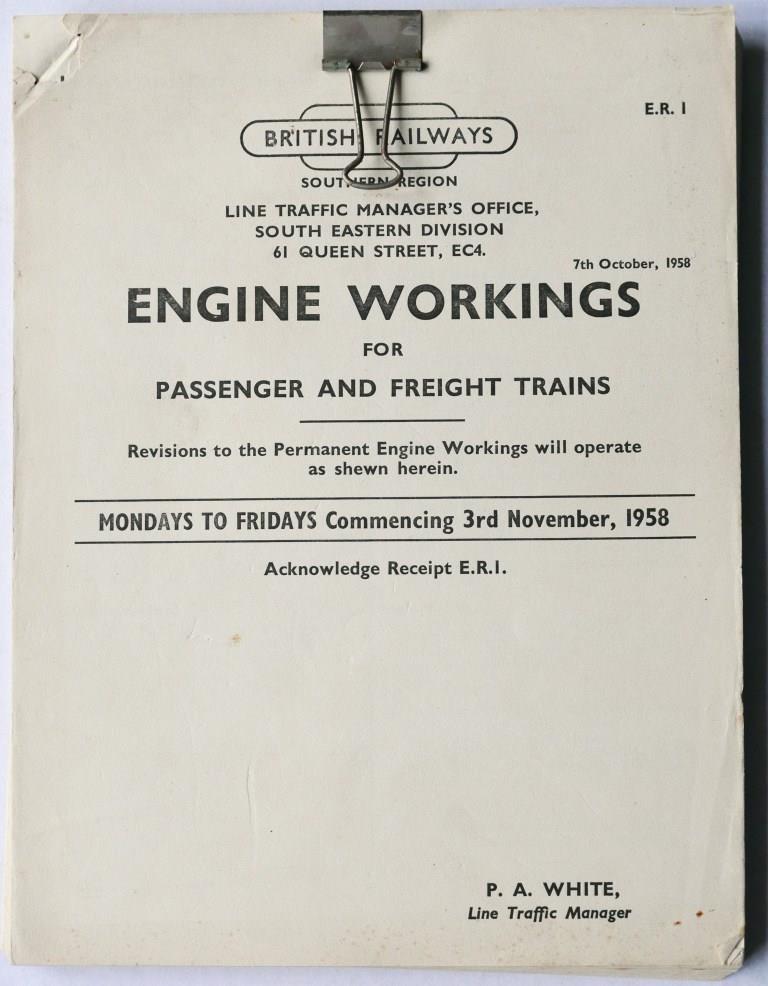 E.R. 1
BRITISH RAILWAYS
SOUTHERN REGION
LINE TRAFFIC MANAGER'S OFFICE,
SOUTH EASTERN DIVISION
61 QUEEN STREET, EC4.
7th October, 1958
ENGINE WORKINGS
FOR
PASSENGER AND FREIGHT TRAINS
Revisions to the Permanent Engine Workings will operate
as shewn herein.
MONDAYS TO FRIDAYS Commencing 3rd November, 1958
Acknowledge Receipt E.R.1.
P. A. WHITE,
Line Traffic Manager